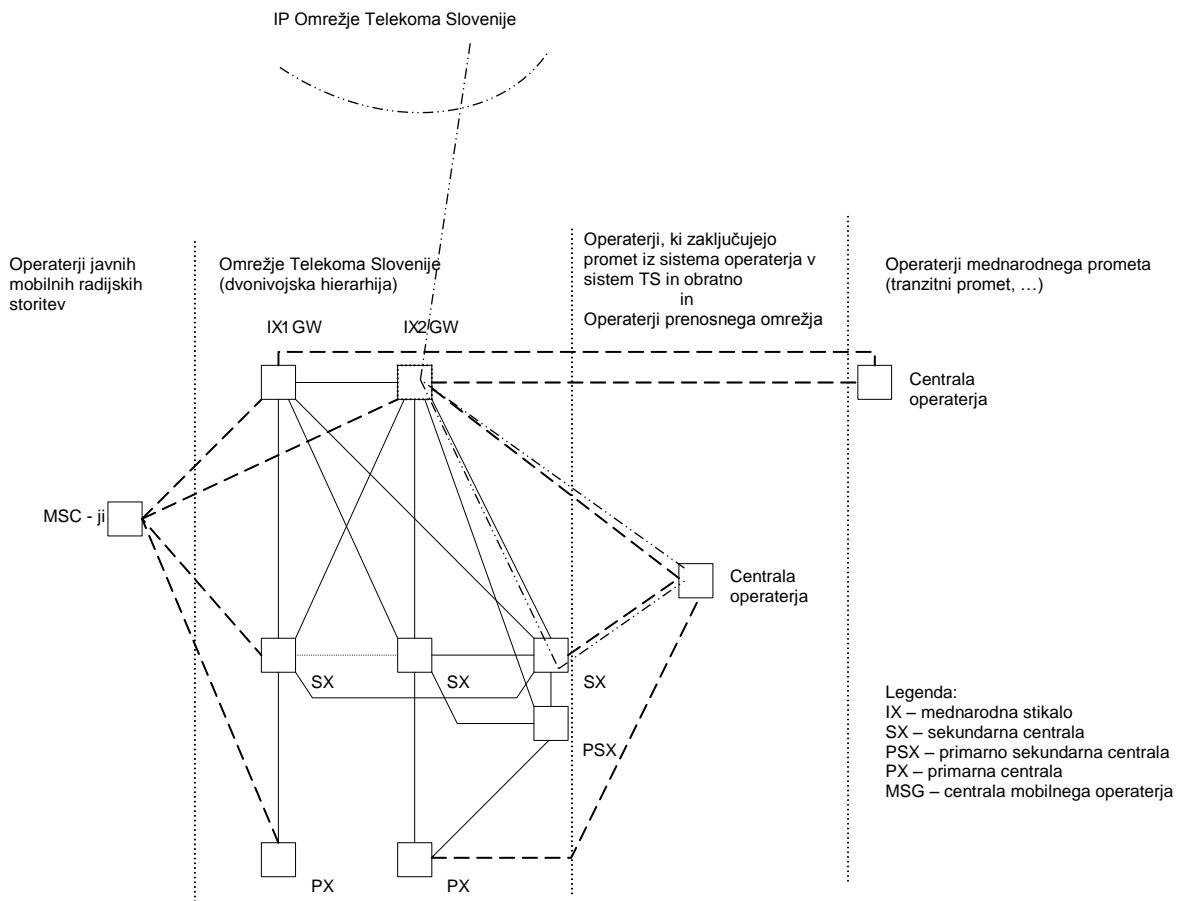 IP Omrežje Telekoma Slovenije
Operaterji javnih
mobilnih radijskih
storitev
Omrežje Telekoma Slovenije
(dvonivojska hierarhija)
Operaterji, ki zaključujejo
promet iz sistema operaterja v
sistem TS in obratno
in
Operaterji prenosnega omrežja
Operaterji mednarodnega prometa
(tranzitni promet, …)
IX1 GW
IX2 GW
Centrala
operaterja
MSC - ji
Centrala
operaterja
SX
SX
SX
PSX
PX
PX
Legenda:
IX – mednarodna stikalo
SX – sekundarna centrala
PSX – primarno sekundarna centrala
PX – primarna centrala
MSG – centrala mobilnega operaterja